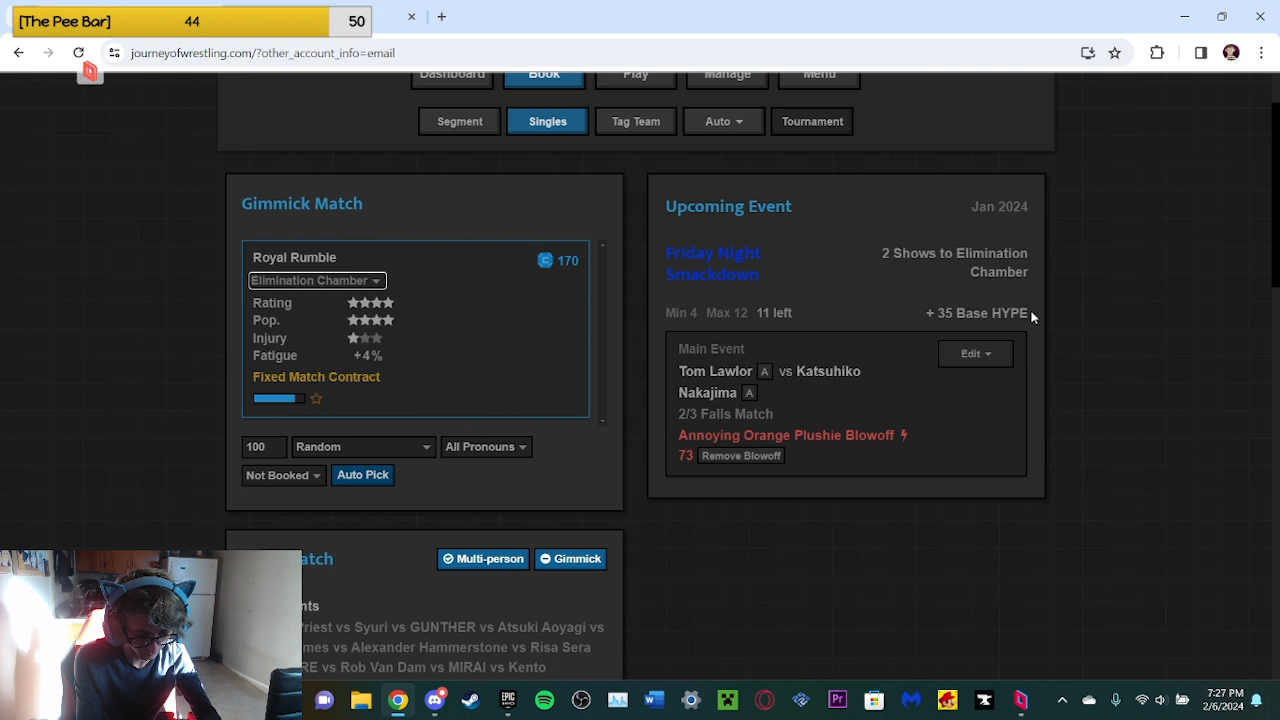 [The Pee Bar] 44 50
journeyofwrestling.com/?other_account_info=email
Dashboard Book Play Manage Menu
Segment Singles Tag Team Auto Tournament
Gimmick Match
Royal Rumble 170
Elimination Chamber
Rating
Pop.
Injury
Fatigue +4%
Fixed Match Contract
100 Random All Pronouns
Not Booked Auto Pick
Upcoming Event Jan 2024
Friday Night
Smackdown
2 Shows to Elimination
Chamber
Min 4 Max 12 11 left + 35 Base HYPE
Main Event Edit
Tom Lawlor A vs Katsuhiko
Nakajima A
2/3 Falls Match
Annoying Orange Plushie Blowoff
73 Remove Blowoff
atch Multi-person Gimmick
nts
Priest vs Syuri vs GUNTHER vs Atsuki Aoyagi vs
mes vs Alexander Hammerstone vs Risa Sera
RE vs Rob Van Dam vs MIRAI vs Kento
EPIC GAMES Pr W
7:27 PM
2/6/2024